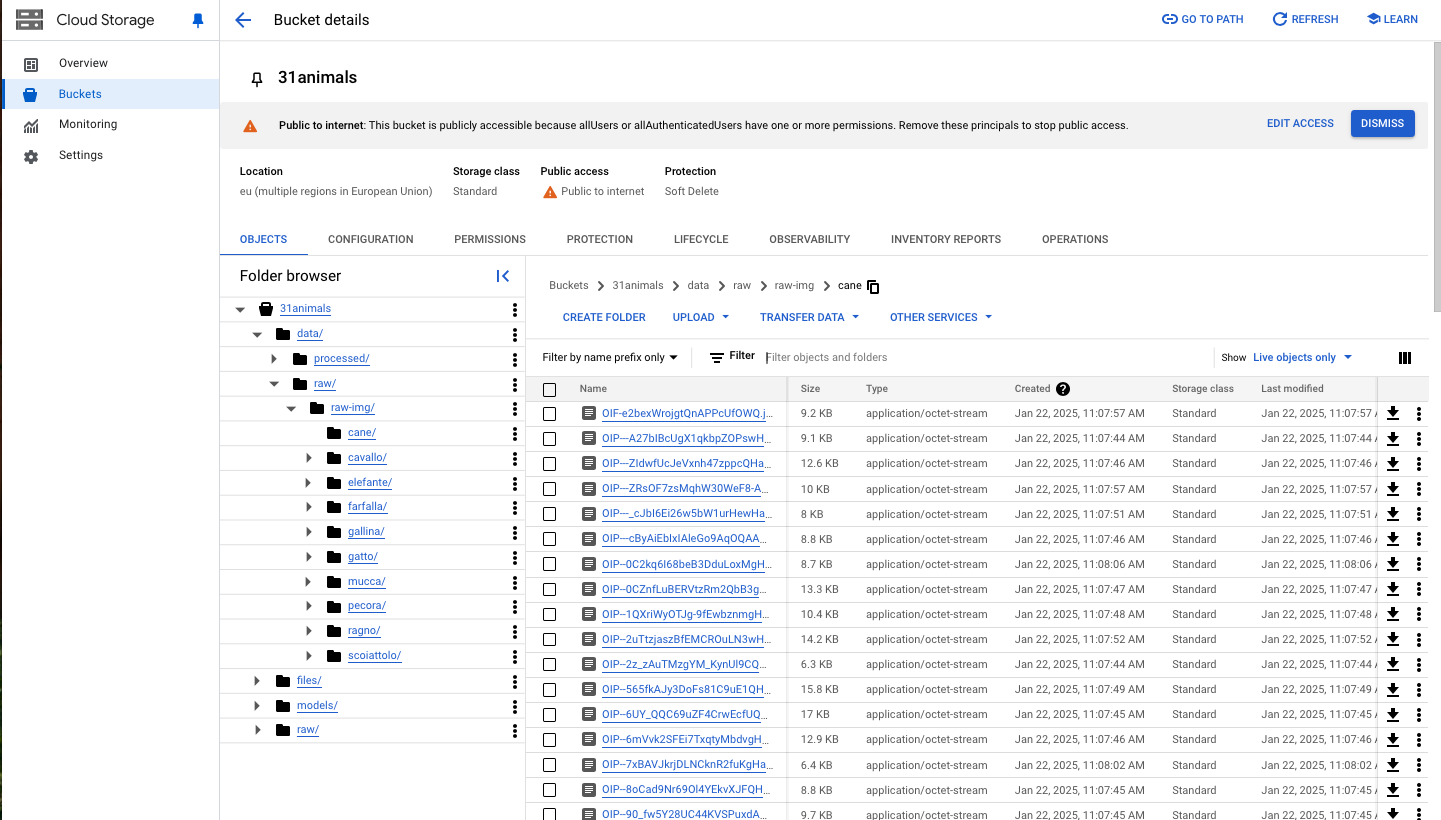 Cloud Storage
Bucket details
GO TO PATH
REFRESH
LEARN
Overview
Buckets
Monitoring
Settings
31animals
Public to internet: This bucket is publicly accessible because allUsers or allAuthenticatedUsers have one or more permissions. Remove these principals to stop public access.
EDIT ACCESS
DISMISS
Location Storage class Public access Protection
eu (multiple regions in European Union) Standard Public to internet Soft Delete
OBJECTS CONFIGURATION PERMISSIONS PROTECTION LIFECYCLE OBSERVABILITY INVENTORY REPORTS OPERATIONS
Folder browser
31animals
data/
processed/
raw/
raw-img/
cane/
cavallo/
elefante/
farfalla/
gallina/
gatto/
mucca/
pecora/
ragno/
scoiattolo/
files/
models/
raw/
Buckets > 31animals > data > raw > raw-img > cane
CREATE FOLDER UPLOAD TRANSFER DATA OTHER SERVICES
Filter by name prefix only Filter Filter objects and folders Show Live objects only
Name Size Type Created Storage class Last modified
OIF-e2bexWrojgtQnAPPcUfOWQ.j... 9.2 KB application/octet-stream Jan 22, 2025, 11:07:57 AM Standard Jan 22, 2025, 11:07:57
OIP---A27bIBcUgX1qkbpZOPswH... 9.1 KB application/octet-stream Jan 22, 2025, 11:07:44 AM Standard Jan 22, 2025, 11:07:44
OIP---ZIdwfUcJeVxnh47zppcQHa... 12.6 KB application/octet-stream Jan 22, 2025, 11:07:46 AM Standard Jan 22, 2025, 11:07:46
OIP---ZRsOF7zsMqhW30WeF8-A... 10 KB application/octet-stream Jan 22, 2025, 11:07:57 AM Standard Jan 22, 2025, 11:07:57
OIP---_cJbI6Ei26w5bW1urHewHa... 8 KB application/octet-stream Jan 22, 2025, 11:07:51 AM Standard Jan 22, 2025, 11:07:51
OIP---cByAiEbIxIAleGo9AqOQAA... 8.8 KB application/octet-stream Jan 22, 2025, 11:07:46 AM Standard Jan 22, 2025, 11:07:46
OIP--0C2kq6I68beB3DduLoxMgH... 8.7 KB application/octet-stream Jan 22, 2025, 11:08:06 AM Standard Jan 22, 2025, 11:08:06
OIP--0CZnfLuBERVtzRm2QbB3g... 13.3 KB application/octet-stream Jan 22, 2025, 11:07:47 AM Standard Jan 22, 2025, 11:07:47
OIP--1QXriWyOTJg-9fEwbznmgH... 10.4 KB application/octet-stream Jan 22, 2025, 11:07:48 AM Standard Jan 22, 2025, 11:07:48
OIP--2uTtzjaszBfEMCROuLN3wH... 14.2 KB application/octet-stream Jan 22, 2025, 11:07:52 AM Standard Jan 22, 2025, 11:07:52
OIP--2z_zAuTMzgYM_KynUI9CQ... 6.3 KB application/octet-stream Jan 22, 2025, 11:07:44 AM Standard Jan 22, 2025, 11:07:44
OIP--565fkAJy3DoFs81C9uE1QH... 15.8 KB application/octet-stream Jan 22, 2025, 11:07:49 AM Standard Jan 22, 2025, 11:07:49
OIP--6UY_QQC69uZF4CrwEcfUQ... 17 KB application/octet-stream Jan 22, 2025, 11:07:45 AM Standard Jan 22, 2025, 11:07:45
OIP--6mVvk2SFEi7TxqtyMbdvgH... 12.9 KB application/octet-stream Jan 22, 2025, 11:07:46 AM Standard Jan 22, 2025, 11:07:46
OIP--7xBAVJkrjDLNCknR2fuKgHa... 6.4 KB application/octet-stream Jan 22, 2025, 11:08:02 AM Standard Jan 22, 2025, 11:08:02
OIP--8oCad9Nr69Ol4YEkvXJFQH... 8.8 KB application/octet-stream Jan 22, 2025, 11:07:45 AM Standard Jan 22, 2025, 11:07:45
OIP--90_fw5Y28UC44KVSPuxdA... 9.7 KB application/octet-stream Jan 22, 2025, 11:07:45 AM Standard Jan 22, 2025, 11:07:45